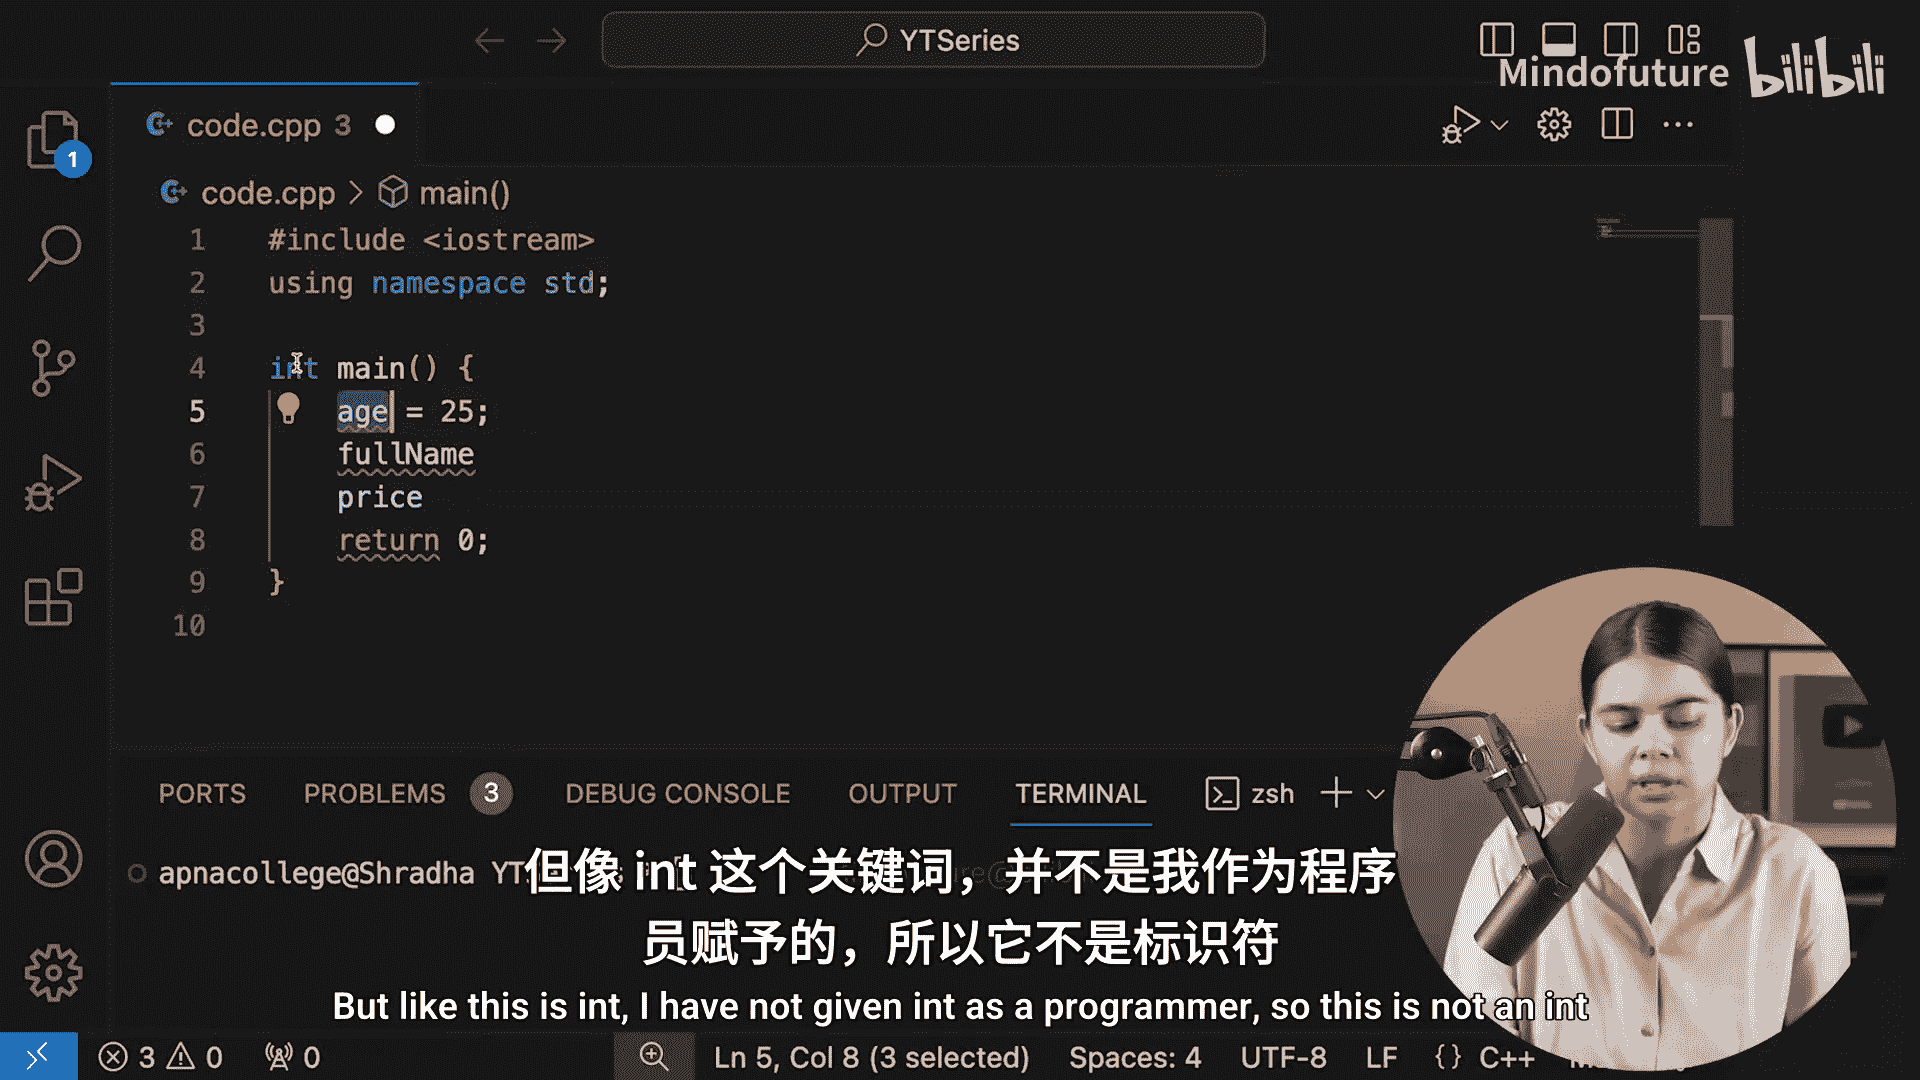 YTSeries
Mindofuture bilibili
code.cpp 3
1
code.cpp > main()
1 #include <iostream>
2 using namespace std;
3
4 int main() {
5 age = 25;
6 fullName
7 price
8 return 0;
9 }
10
PORTS PROBLEMS 3 DEBUG CONSOLE OUTPUT TERMINAL zsh
apnacollege@Shradha
但像 int 这个关键词，并不是我作为程序
员赋予的，所以它不是标识符
But like this is int, I have not given int as a programmer, so this is not an int
3 0 0 Ln 5, Col 8 (3 selected) Spaces: 4 UTF-8 LF {} C++